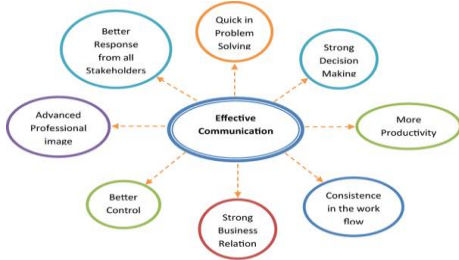 Better
Response
from all
Stakeholders
Quick in
Problem
Solving
Strong
Decision
Making
Advanced
Professional
image
Effective
Communication
More
Productivity
Better
Control
Strong
Business
Relation
Consistence
in the work
flow